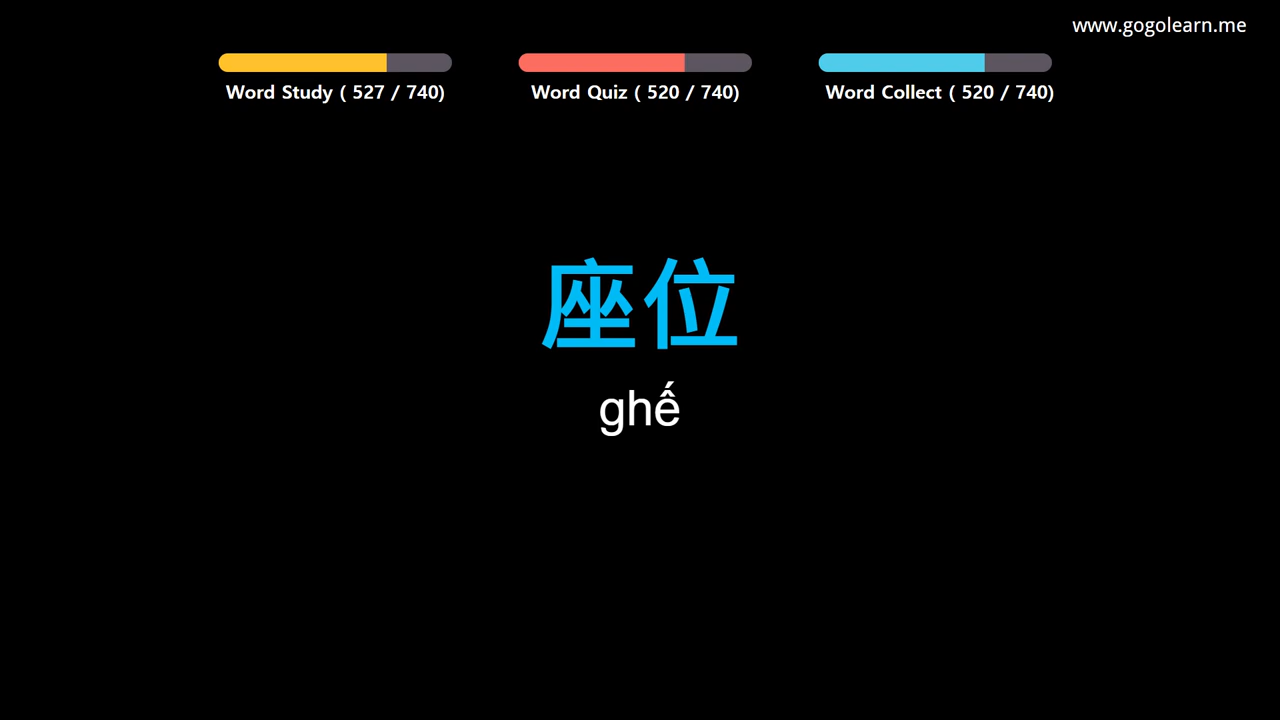 www.gogolearn.me
Word Study ( 527 / 740)
Word Quiz ( 520 / 740)
Word Collect ( 520 / 740)
座位
ghế